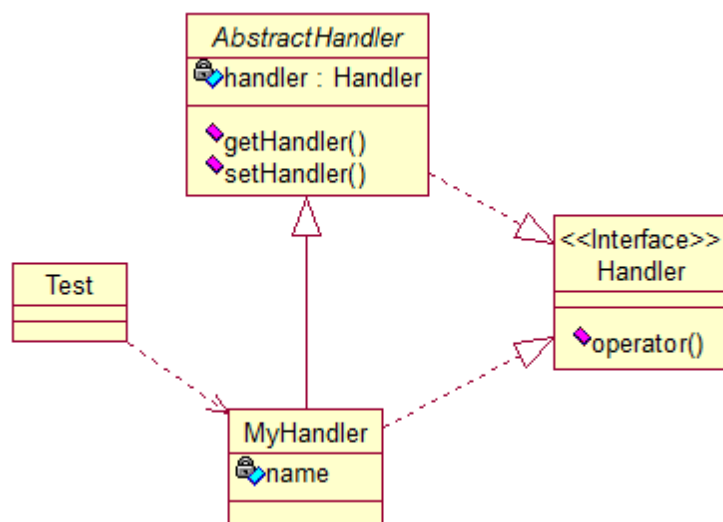 AbstractHandler
handler : Handler
getHandler()
setHandler()
<<Interface>>
Handler
operator()
Test
MyHandler
name